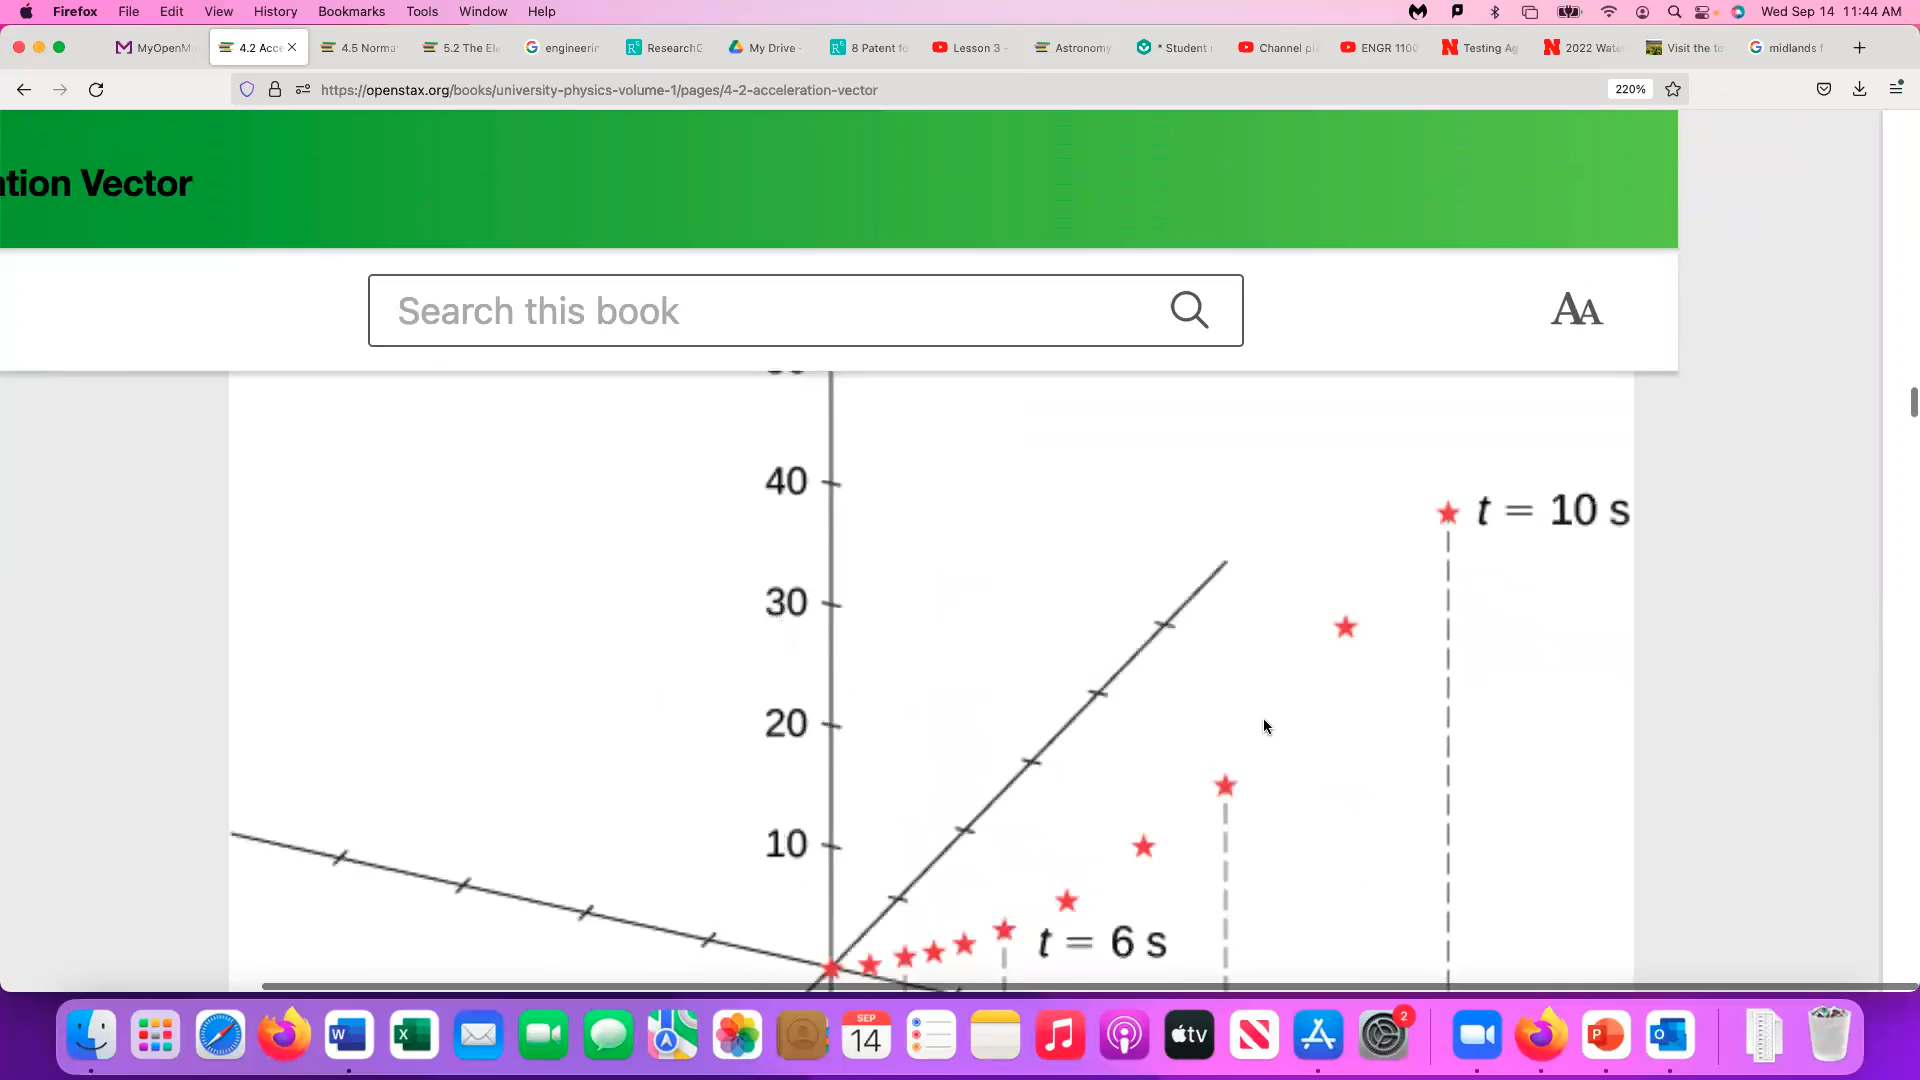 Firefox File Edit View History Bookmarks Tools Window Help Wed Sep 14 11:44 AM
MyOpenM 4.2 Acce 4.5 Norma 5.2 The El engineerin ResearchG My Drive - 8 Patent fo Lesson 3 - Astronomy * Student Channel pl ENGR 1100 Testing Ag 2022 Wate Visit the to midlands f
https://openstax.org/books/university-physics-volume-1/pages/4-2-acceleration-vector 220%
ation Vector
Search this book
AA
40
t = 10 s
30
20
10
t = 6 s
SEP
14
tv
2